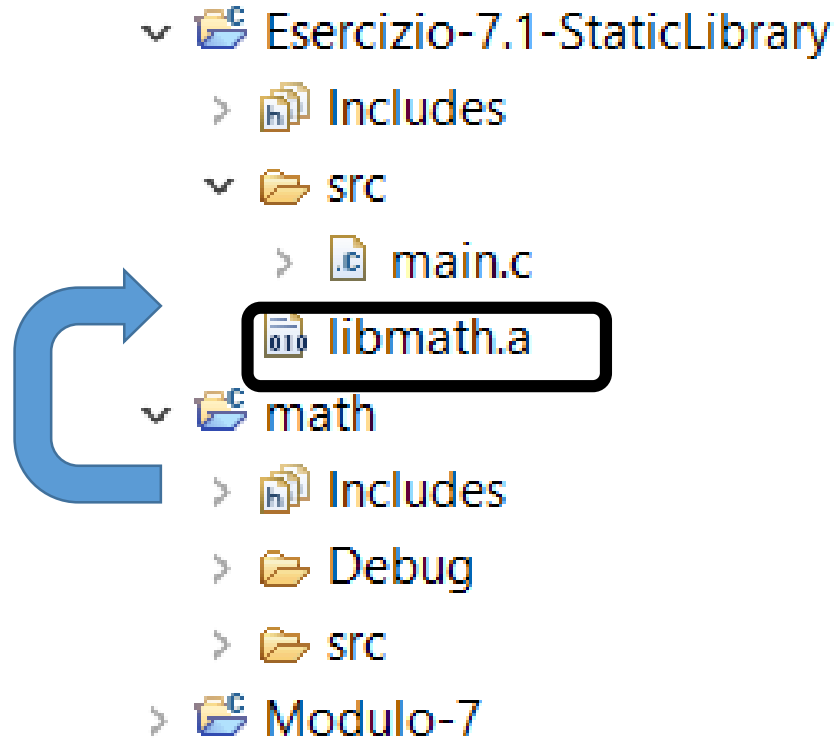 Esercizio-7.1-StaticLibrary
Includes
src
main.c
libmath.a
math
Includes
Debug
src
Modulo-7